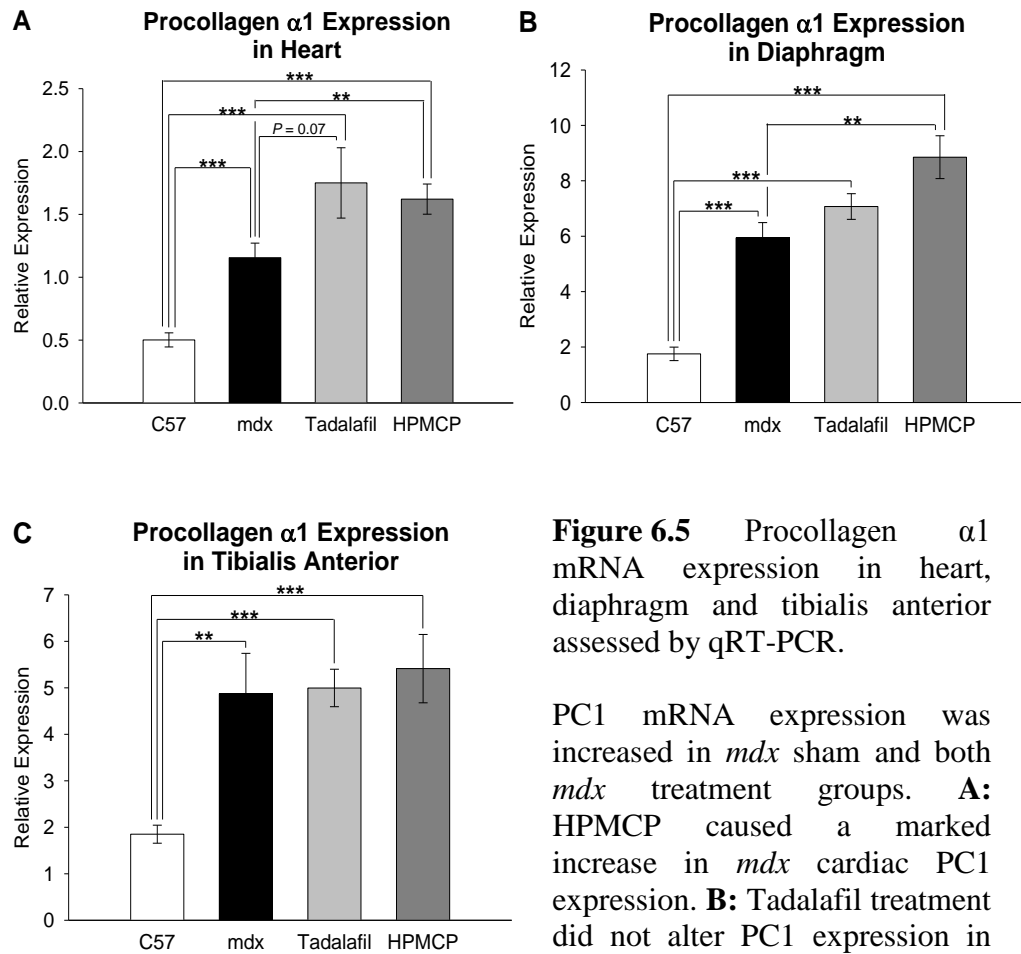 A
Procollagen α1 Expression
in Heart
Relative Expression
2.5
2.0
1.5
1.0
0.5
0.0
***
**
***
P = 0.07
***
C57 mdx Tadalafil HPMCP
B
Procollagen α1 Expression
in Diaphragm
Relative Expression
12
10
8
6
4
2
0
***
**
***
***
C57 mdx Tadalafil HPMCP
C
Procollagen α1 Expression
in Tibialis Anterior
Relative Expression
7
6
5
4
3
2
1
0
***
***
**
C57 mdx Tadalafil HPMCP
Figure 6.5 Procollagen α1
mRNA expression in heart,
diaphragm and tibialis anterior
assessed by qRT-PCR.
PC1 mRNA expression was
increased in mdx sham and both
mdx treatment groups. A:
HPMCP caused a marked
increase in mdx cardiac PC1
expression. B: Tadalafil treatment
did not alter PC1 expression in